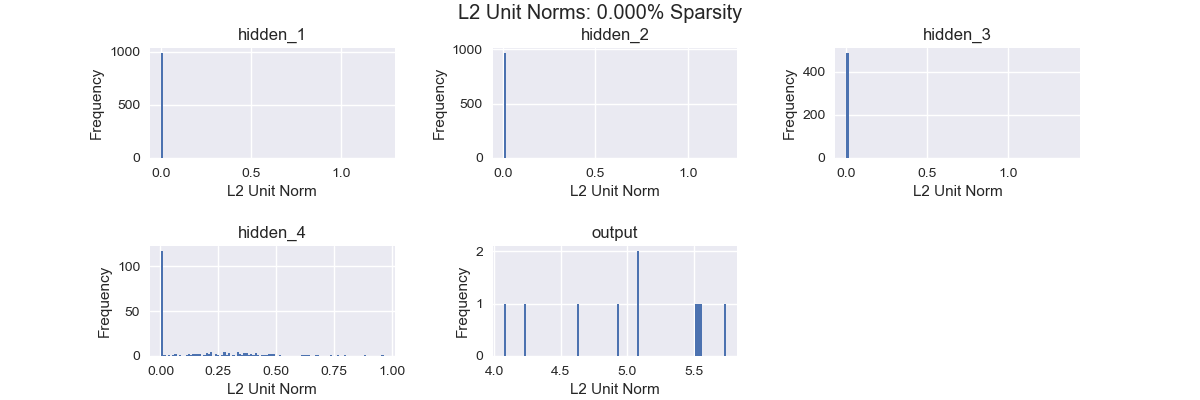 L2 Unit Norms: 0.000% Sparsity
hidden_1
Frequency
1000
500
0
0.0 0.5 1.0
L2 Unit Norm
hidden_2
Frequency
1000
500
0
0.0 0.5 1.0
L2 Unit Norm
hidden_3
Frequency
400
200
0
0.0 0.5 1.0
L2 Unit Norm
hidden_4
Frequency
100
50
0
0.00 0.25 0.50 0.75 1.00
L2 Unit Norm
output
Frequency
2
1
0
4.0 4.5 5.0 5.5
L2 Unit Norm